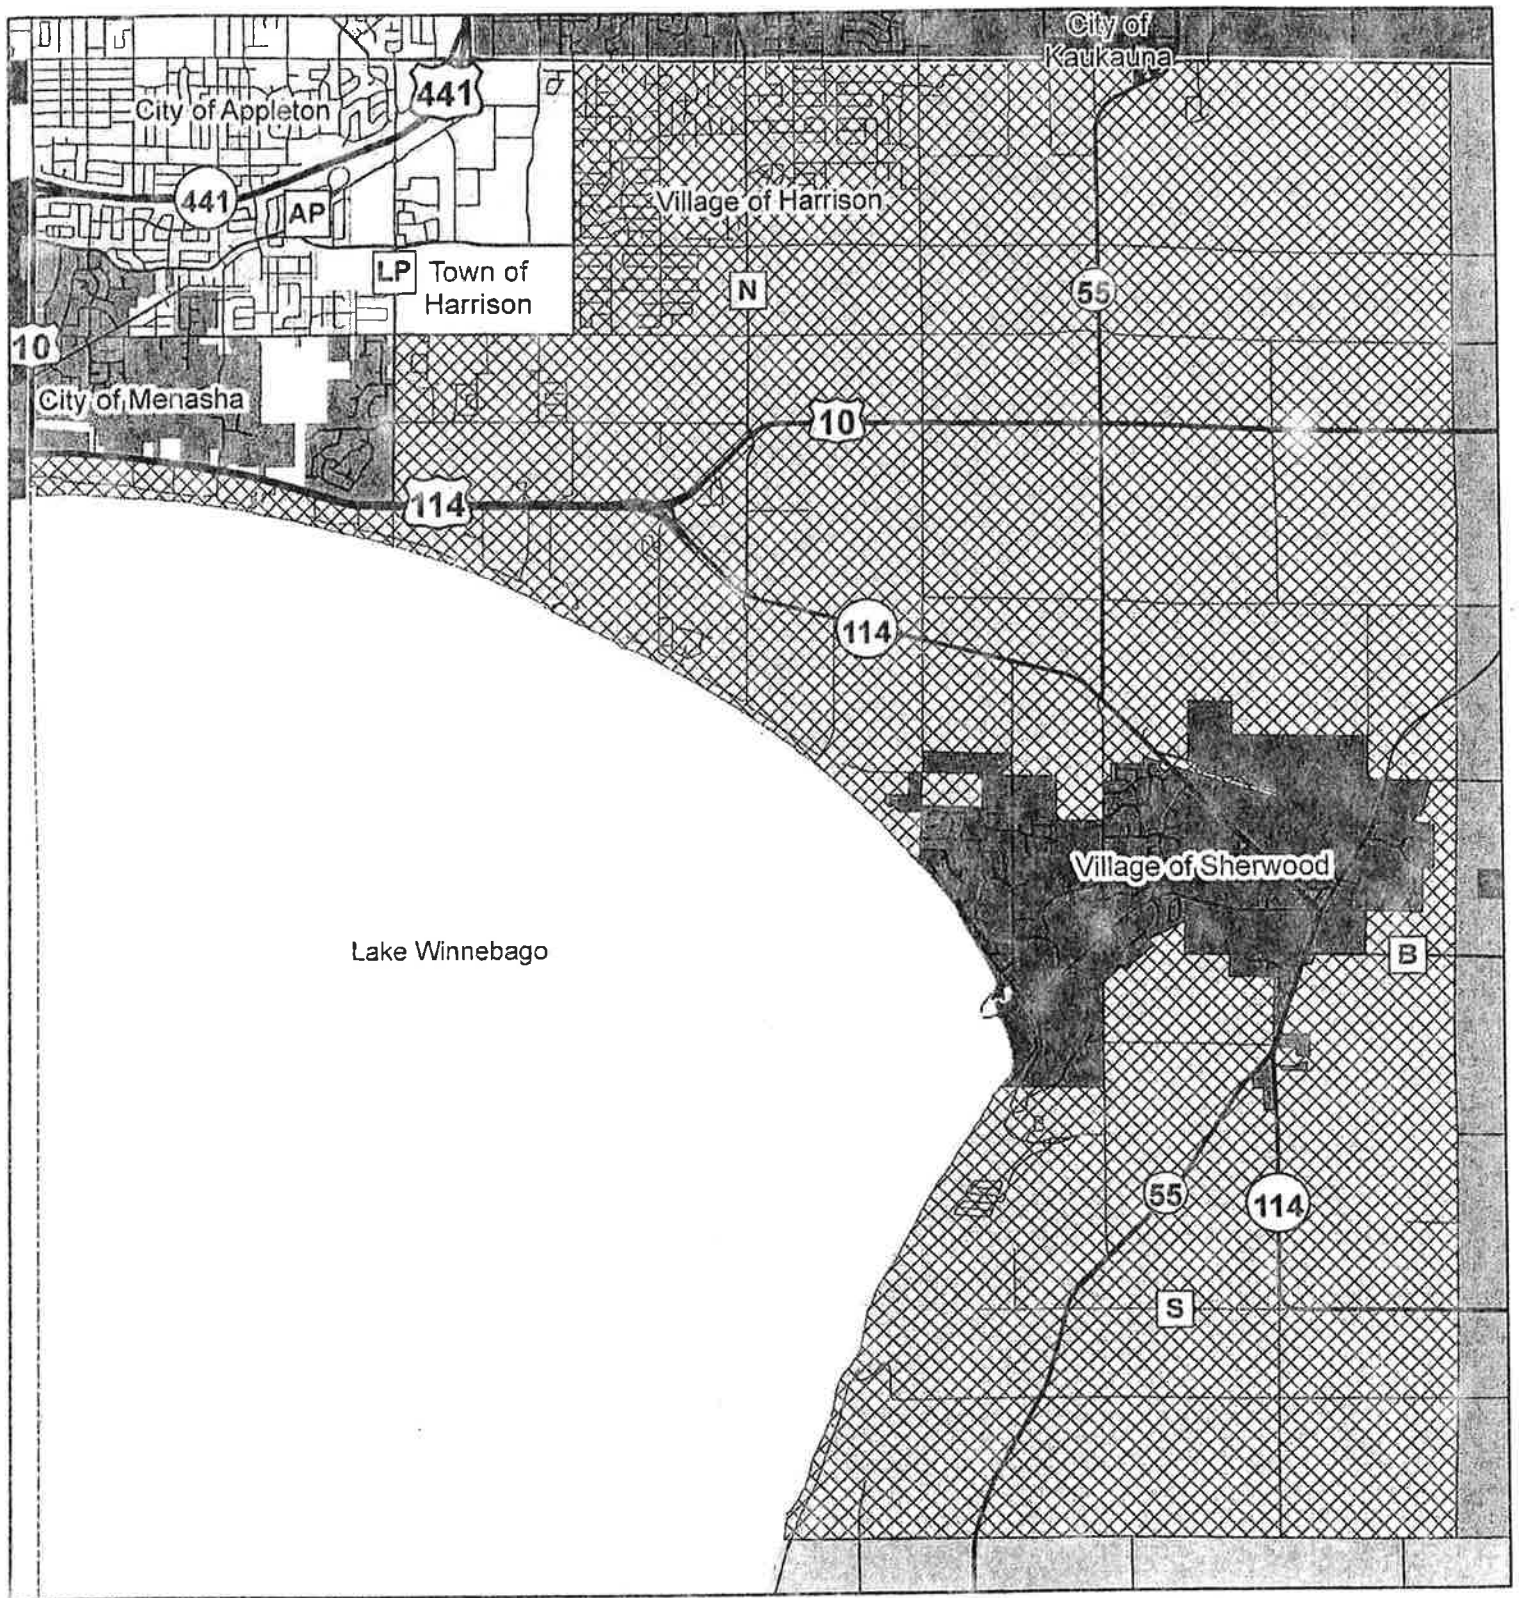 City of
Kaukauna
441
City of Appleton
441
AP
Village of Harrison
LP
Town of
Harrison
N
55
10
City of Menasha
10
114
114
Village of Sherwood
Lake Winnebago
B
55
114
S